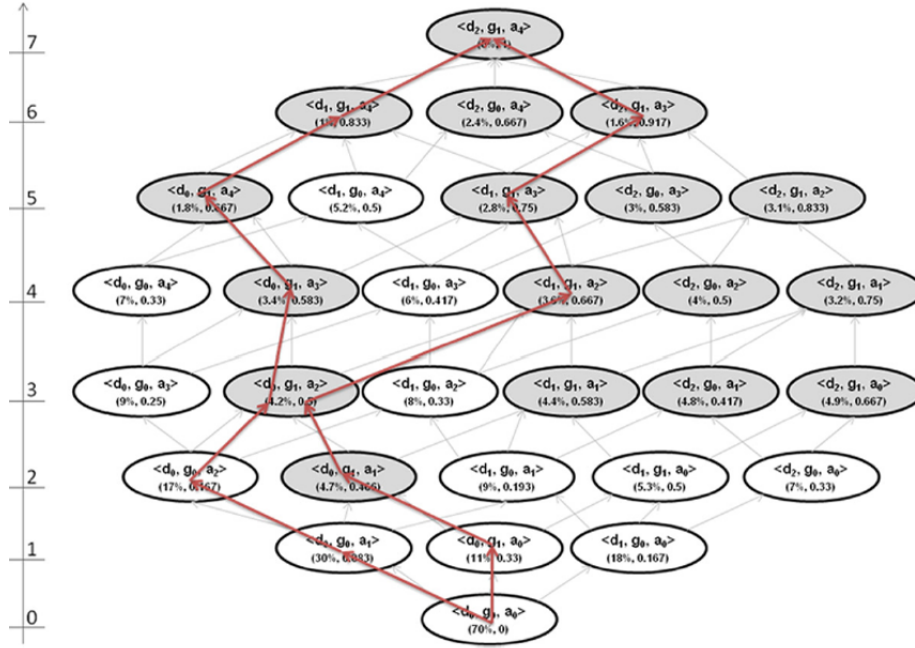 7
<d2, g1, a4>
6
<d1, g1, a4> <d2, g0, a4> <d2, g1, a3>
(1%, 0.833) (2.4%, 0.667) (1.6%, 0.917)
5
<d0, g1, a4> <d1, g0, a4> <d1, g1, a3> <d2, g0, a3> <d2, g1, a2>
(1.8%, 0.667) (5.2%, 0.5) (2.8%, 0.75) (3%, 0.583) (3.1%, 0.833)
4
<d0, g0, a4> <d0, g1, a3> <d1, g0, a3> <d1, g1, a2> <d2, g0, a2> <d2, g1, a1>
(7%, 0.33) (3.4%, 0.583) (6%, 0.417) (3.6%, 0.667) (4%, 0.5) (3.2%, 0.75)
3
<d0, g0, a3> <d0, g1, a2> <d1, g0, a2> <d1, g1, a1> <d2, g0, a1> <d2, g1, a0>
(9%, 0.25) (4.2%, 0.5) (8%, 0.33) (4.4%, 0.583) (4.8%, 0.417) (4.9%, 0.667)
2
<d0, g0, a2> <d0, g1, a1> <d1, g0, a1> <d1, g1, a0> <d2, g0, a0>
(17%, 0.167) (4.7%, 0.466) (9%, 0.193) (5.3%, 0.5) (7%, 0.33)
1
g0, a1> <d0, g1, a0> <d1, g0, a0>
(30%, 0.083) (11%, 0.33) (18%, 0.167)
0
<d0, g0, a0>
(70%, 0)